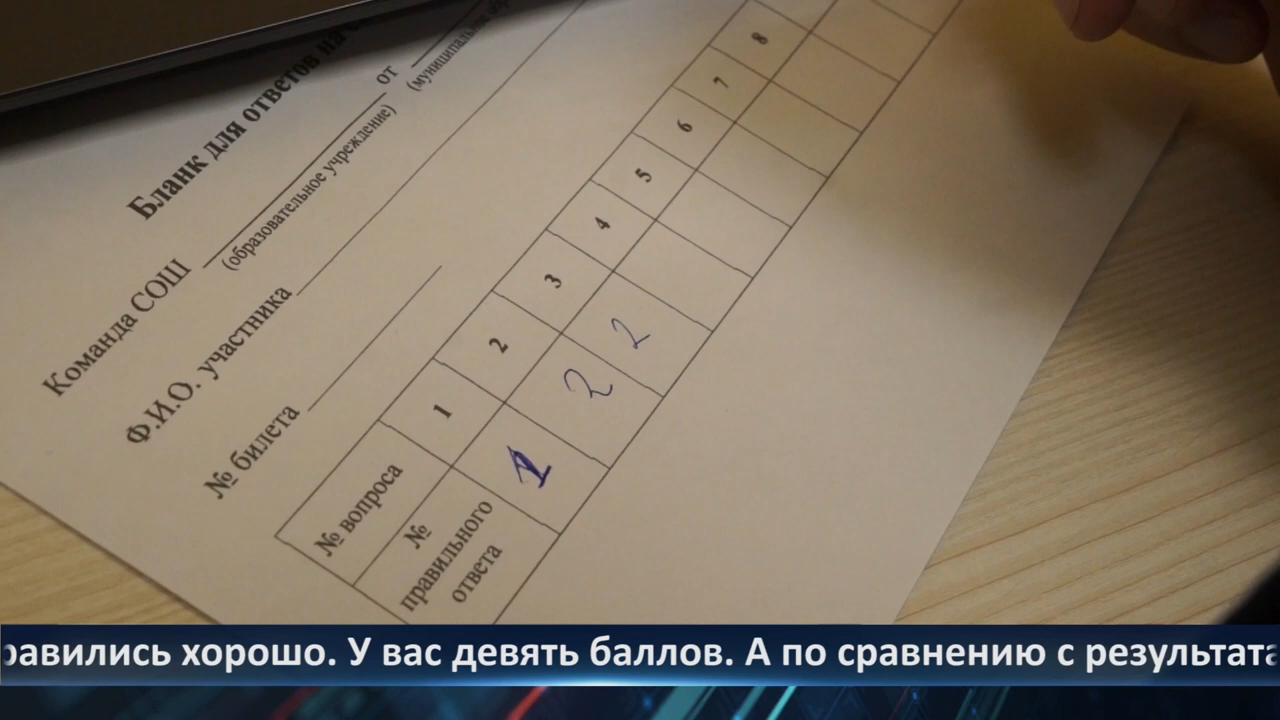 Бланк для ответов на
Команда СОШ от
(образовательное учреждение) (муниципальное
Ф.И.О. участника
№ билета
№ вопроса 1 2 3 4 5 6 7 8
№ правильного ответа 1 2 2
равились хорошо. У вас девять баллов. А по сравнению с результата